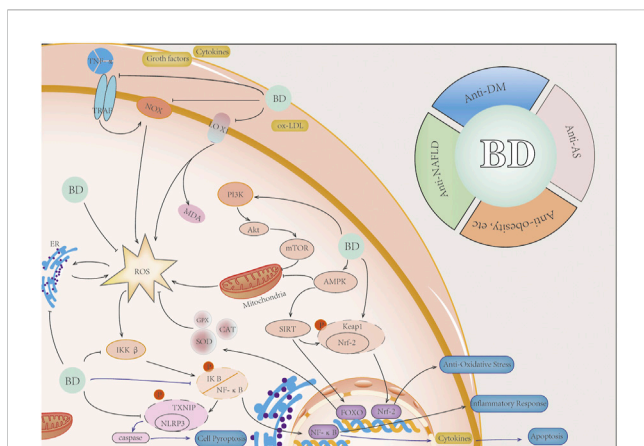 TNF-α
Groth factors
Cytokines
TRAF
NOX
BD
ox-LDL
LOX1
MDA
BD
ER
ROS
PI3K
Akt
mTOR
BD
Mitochondria
AMPK
GPX
SOD
CAT
SIRT
P
Keap1
Nrf-2
IKK β
BD
P
IK B
NF-κ B
P
TXNIP
NLRP3
caspase
Cell Pyroptosis
FOXO
Nrf-2
NF-κ B
Cytokines
Anti-Oxidative Stress
Inflammatory Response
Apoptosis
Anti-DM
Anti-AS
Anti-NAFLD
BD
Anti-obesity, etc